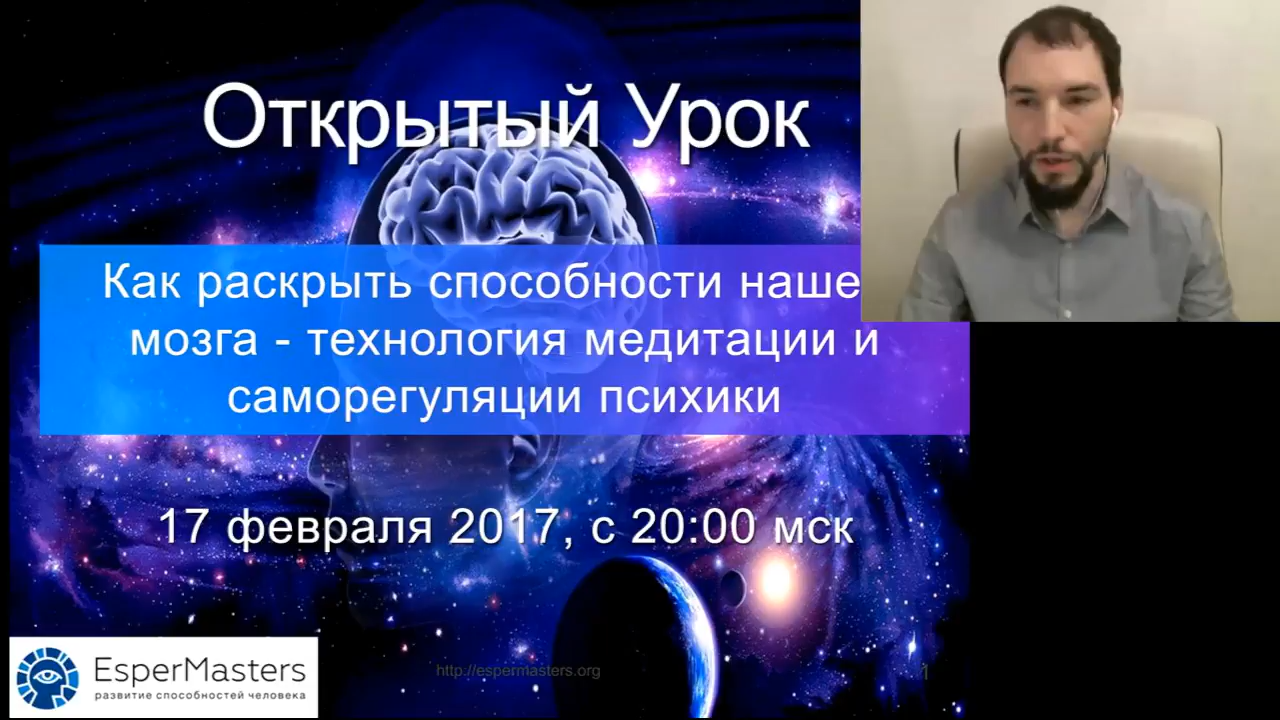 Открытый Урок
Как раскрыть способности наше
мозга - технология медитации и
саморегуляции психики
17 февраля 2017, с 20:00 мск
EsperMasters
развитие способностей человека
http://espermasters.org
1